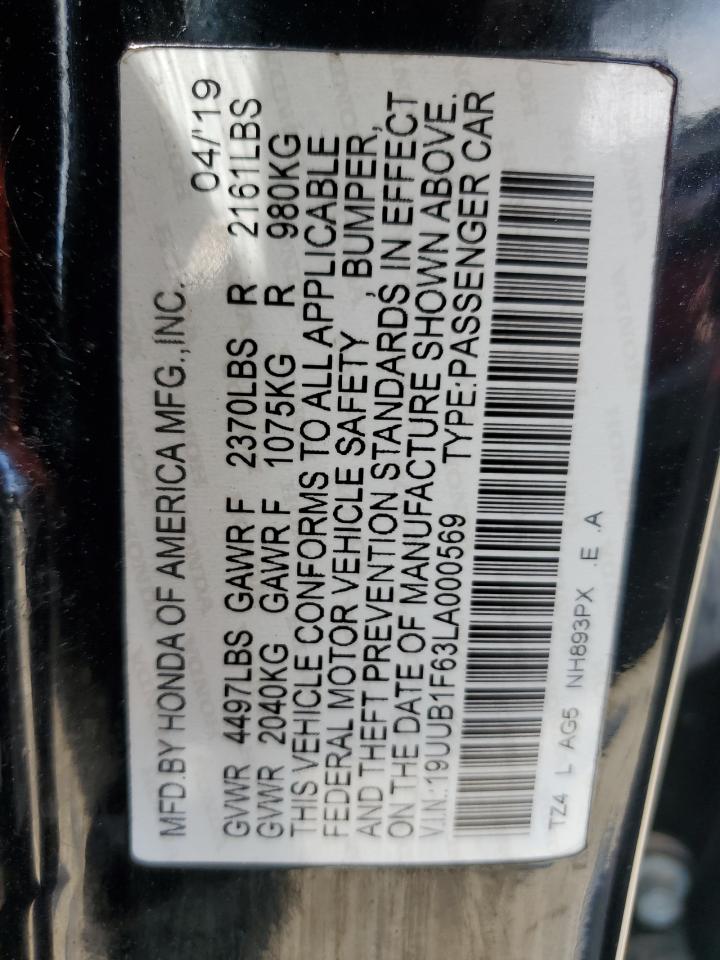 MFD.BY HONDA OF AMERICA MFG.,INC. 04/'19
GVWR 4497LBS GAWR F 2370LBS R 2161LBS
GVWR 2040KG GAWR F 1075KG R 980KG
THIS VEHICLE CONFORMS TO ALL APPLICABLE
FEDERAL MOTOR VEHICLE SAFETY , BUMPER,
AND THEFT PREVENTION STANDARDS IN EFFECT
ON THE DATE OF MANUFACTURE SHOWN ABOVE.
V.I.N.:19UUB1F63LA000569 TYPE:PASSENGER CAR
TZ4 L AG5 NH893PX .E .A